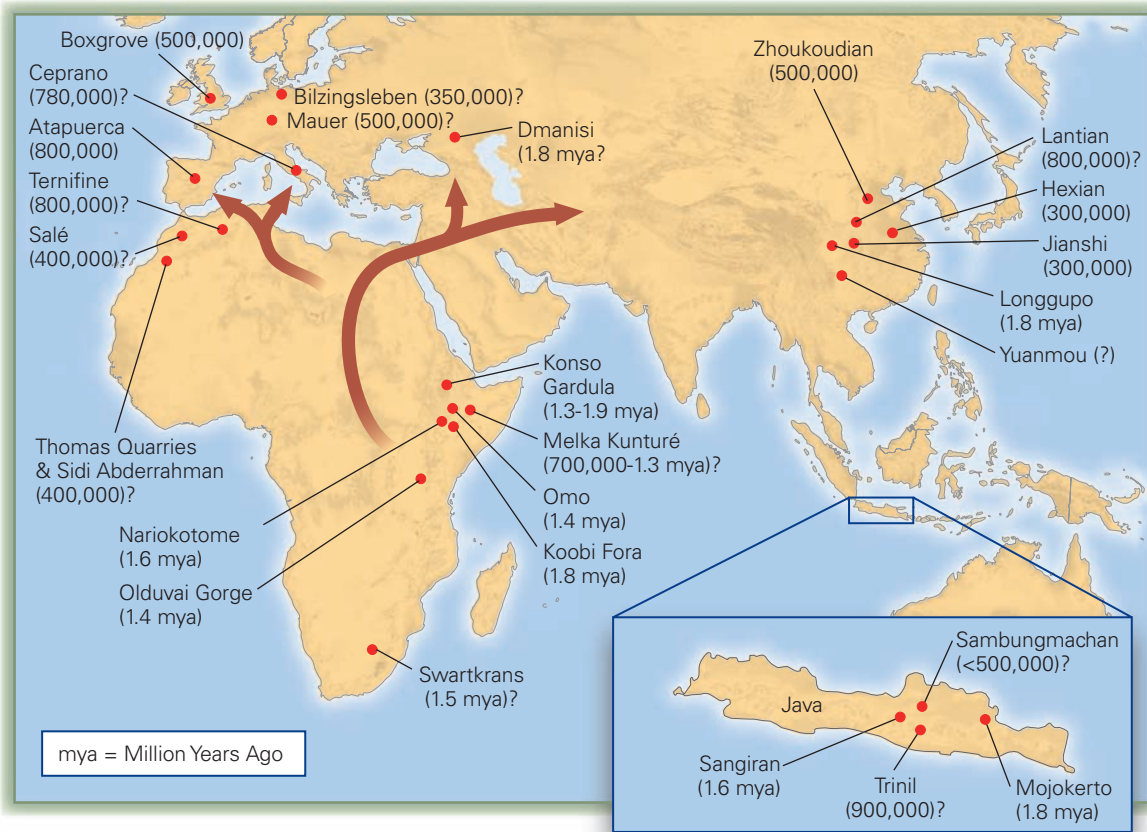 Boxgrove (500,000)
Ceprano
(780,000)?
Atapuerca
(800,000)
Ternifine
(800,000)?
Salé
(400,000)?
Bilzingsleben (350,000)?
Mauer (500,000)?
Dmanisi
(1.8 mya?
Zhoukoudian
(500,000)
Lantian
(800,000)?
Hexian
(300,000)
Jianshi
(300,000)
Longgupo
(1.8 mya)
Yuanmou (?)
Thomas Quarries
& Sidi Abderrahman
(400,000)?
Konso
Gardula
(1.3-1.9 mya)
Melka Kunturé
(700,000-1.3 mya)?
Omo
(1.4 mya)
Koobi Fora
(1.8 mya)
Nariokotome
(1.6 mya)
Olduvai Gorge
(1.4 mya)
Swartkrans
(1.5 mya)?
mya = Million Years Ago
Sambungmachan
(<500,000)?
Java
Sangiran
(1.6 mya)
Trinil
(900,000)?
Mojokerto
(1.8 mya)